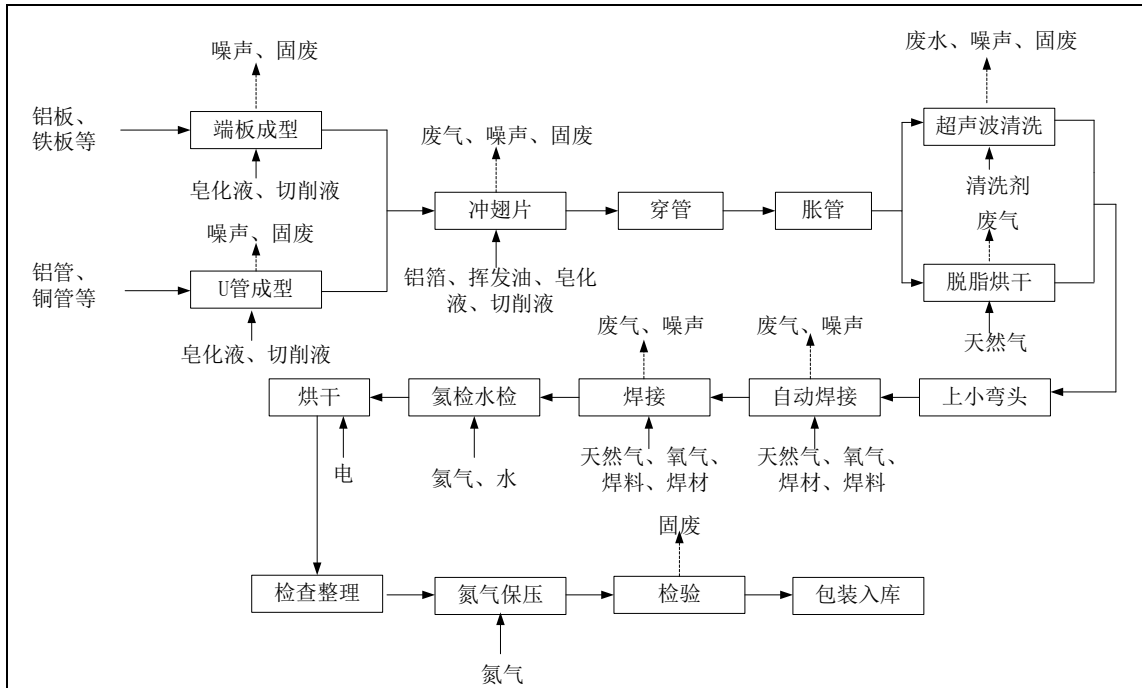 噪声、固废
铝板、
铁板等
端板成型
皂化液、切削液
噪声、固废
铝管、
铜管等
U管成型
皂化液、切削液
废气、噪声、固废
冲翅片
铝箔、挥发油、皂化
液、切削液
穿管
胀管
废水、噪声、固废
超声波清洗
清洗剂
废气
脱脂烘干
天然气
上小弯头
废气、噪声
自动焊接
天然气、氧气、
焊材、焊料
废气、噪声
焊接
天然气、氧气、
焊料、焊材
氦检水检
氦气、水
烘干
电
检查整理
氮气保压
氮气
固废
检验
包装入库